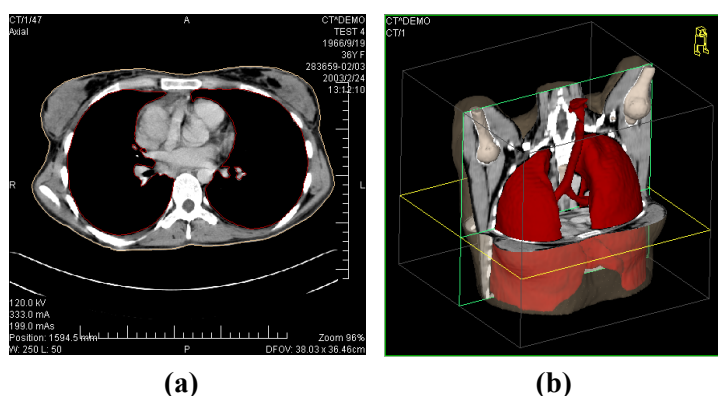 CT/1/47
Axial
A
CT^DEMO
TEST 4
1966/9/19
36Y F
283659-02/03
2003/2/24
13:12:10
R
L
120.0 kV
333.0 mA
199.0 mAs
Position: 1594.5 mm
W: 250 L: 50
P
Zoom 96%
DFOV: 38.03 x 36.46cm
CT^DEMO
CT/1
(a)
(b)